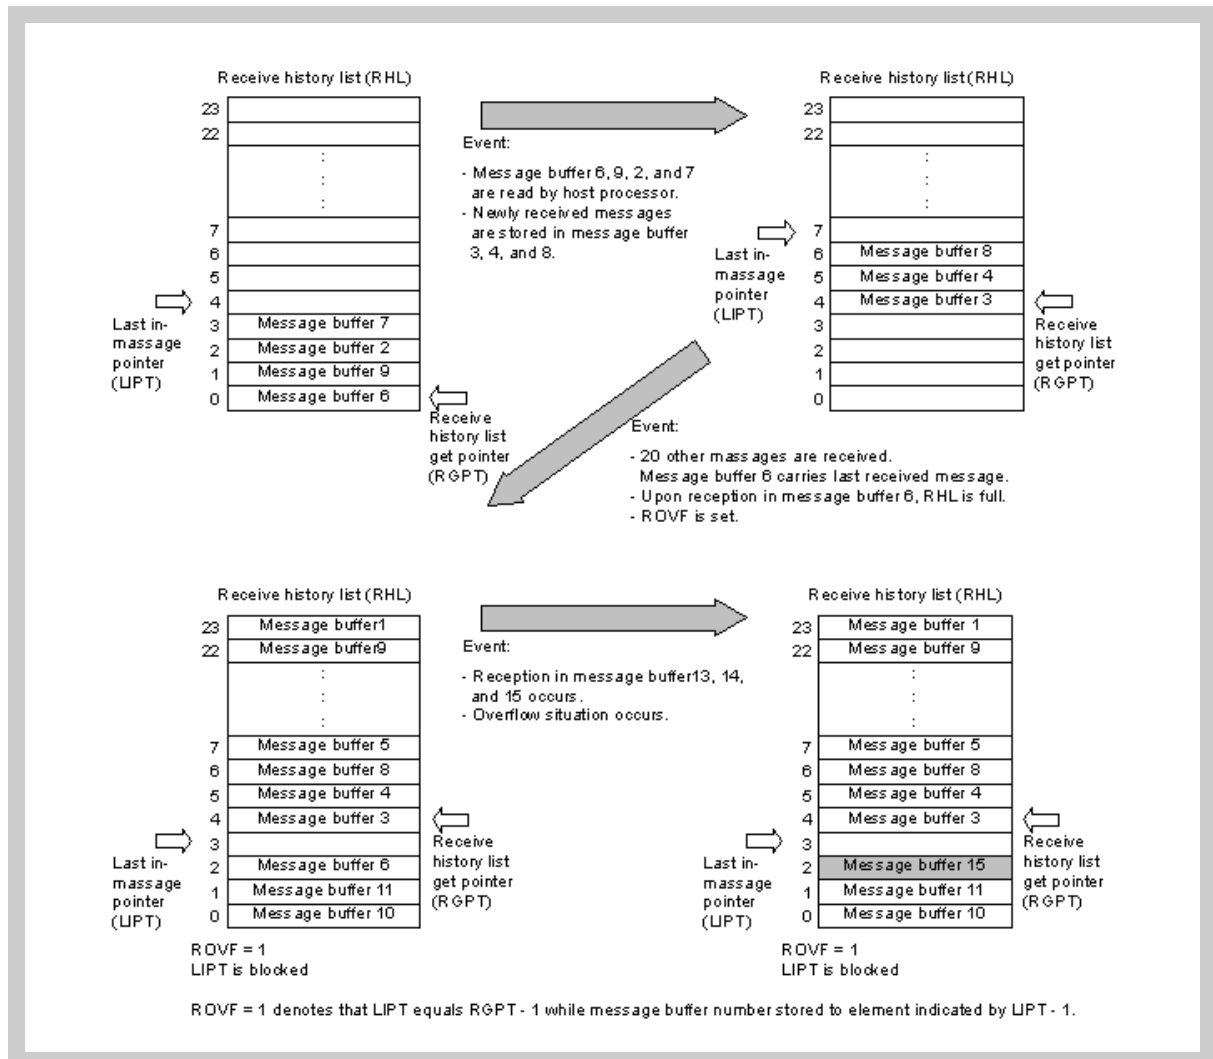 Receive history list (RHL)
23
22
:
:
:
7
6
5
4
3
Message buffer 7
2
Message buffer 2
1
Message buffer 9
0
Message buffer 6
Last in-
massage
pointer
(LIPT)
Receive
history list
get pointer
(RGPT)
Event:
- Message buffer 6, 9, 2, and 7
are read by host processor.
- Newly received messages
are stored in message buffer
3, 4, and 8.
Receive history list (RHL)
23
22
:
:
:
7
6
Message buffer 8
5
Message buffer 4
4
Message buffer 3
3
2
1
0
Last in-
massage
pointer
(LIPT)
Receive
history list
get pointer
(RGPT)
Event:
- 20 other massages are received.
Message buffer 6 carries last received message.
- Upon reception in message buffer 6, RHL is full.
- ROVF is set.
Receive history list (RHL)
23
Message buffer1
22
Message buffer9
:
:
:
7
Message buffer 5
6
Message buffer 8
5
Message buffer 4
4
Message buffer 3
3
2
Message buffer 6
1
Message buffer 11
0
Message buffer 10
Last in-
massage
pointer
(LIPT)
Receive
history list
get pointer
(RGPT)
ROVF = 1
LIPT is blocked
Event:
- Reception in message buffer13, 14,
and 15 occurs.
- Overflow situation occurs.
Receive history list (RHL)
23
Message buffer 1
22
Message buffer 9
:
:
:
7
Message buffer 5
6
Message buffer 8
5
Message buffer 4
4
Message buffer 3
3
2
Message buffer 15
1
Message buffer 11
0
Message buffer 10
Last in-
massage
pointer
(LIPT)
Receive
history list
get pointer
(RGPT)
ROVF = 1
LIPT is blocked
ROVF = 1 denotes that LIPT equals RGPT - 1 while message buffer number stored to element indicated by LIPT - 1.